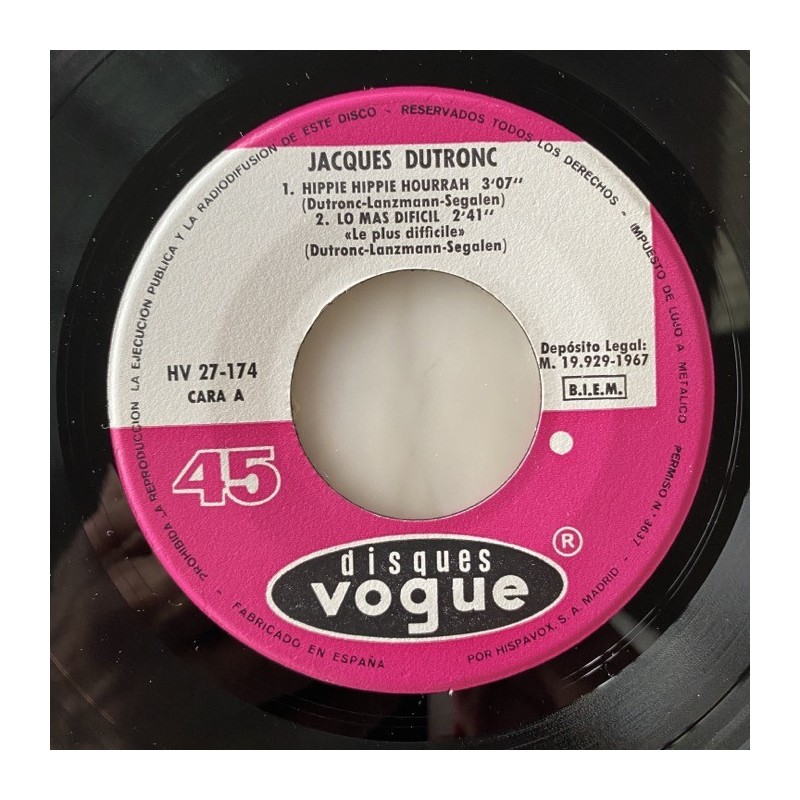 PROHIBIDA LA REPRODUCCION LA EJECUCION PUBLICA Y LA RADIODIFUSION DE ESTE DISCO - RESERVADOS TODOS LOS DERECHOS - IMPUESTO DE LUJO A METALICO PERMISO N.º 3637
JACQUES DUTRONC
1. HIPPIE HIPPIE HOURRAH 3'07"
(Dutronc-Lanzmann-Segalen)
2. LO MAS DIFICIL 2'41"
«Le plus difficile»
(Dutronc-Lanzmann-Segalen)
HV 27-174
CARA A
Depósito Legal:
M. 19.929-1967
B.I.E.M.
45
disques
vogue
®
- FABRICADO EN ESPAÑA
POR HISPAVOX, S. A. MADRID -